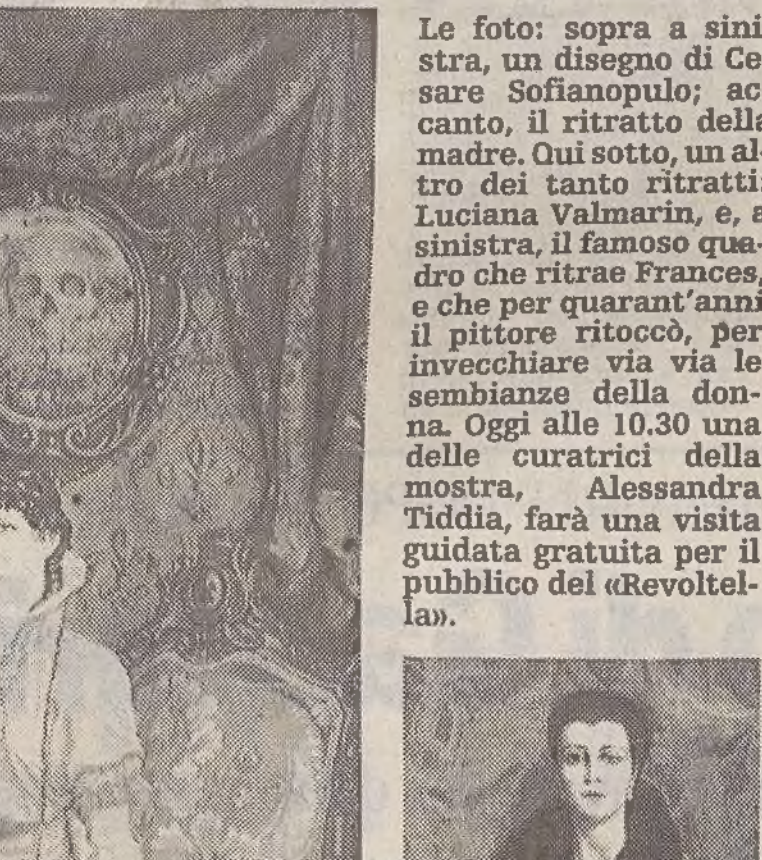 Le foto: sopra a sini
stra, un disegno di Ce
sare Sofianopulo; ac
canto, il ritratto della
madre. Qui sotto, un al-
tro dei tanto ritratti:
Luciana Valmarin, e, a
sinistra, il famoso qua-
dro che ritrae Frances,
e che per quarant'anni
il pittore ritoccò, per
invecchiare via via le
sembianze della don-
na. Oggi alle 10.30 una
delle curatrici della
mostra, Alessandra
Tiddia, farà una visita
guidata gratuita per il
pubblico del «Revoltel-
la».